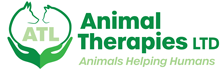 ATL
Animal
Therapies LTD
Animals Helping Humans